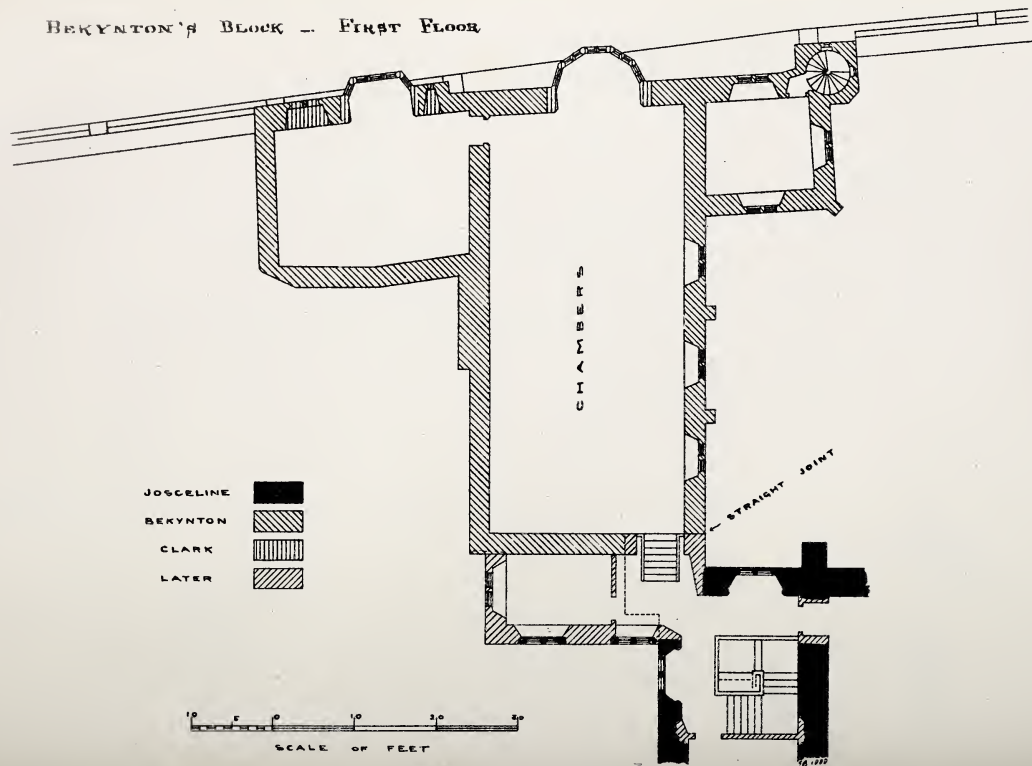 BEKYNTON'S BLOCK — FIRST FLOOR
CHAMBERS
STRAIGHT JOINT
JOSCELINE
BEKYNTON
CLARK
LATER
10 5 0 10 20 30
SCALE OF FEET